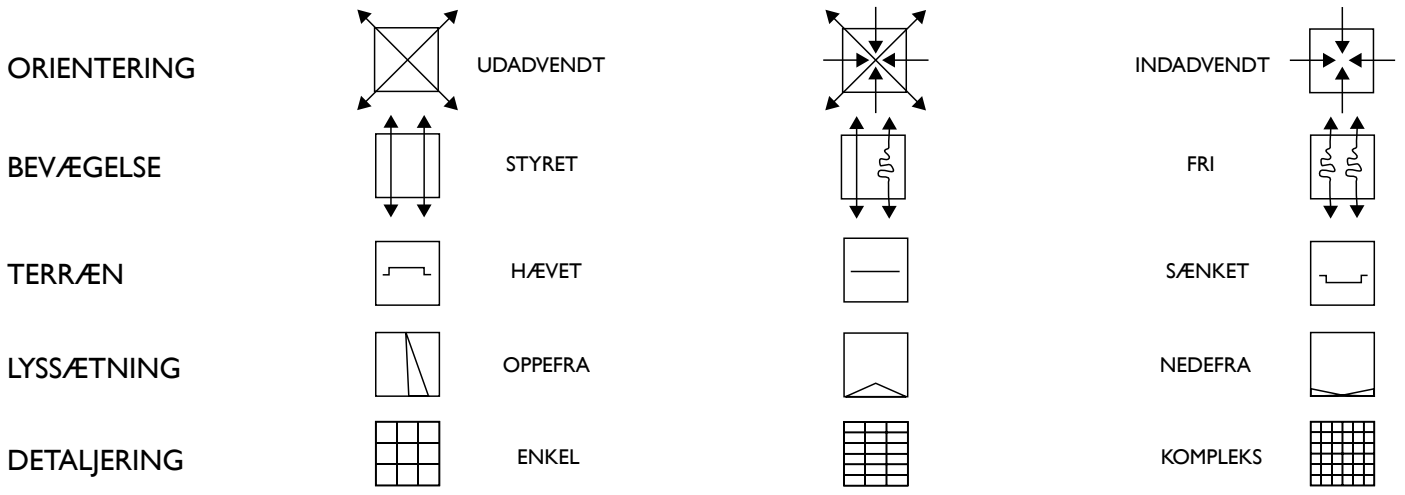 ORIENTERING UDADVENDT INDADVENDT
BEVÆGELSE STYRET FRI
TERRÆN HÆVET SÆNKET
LYSSÆTNING OPPEFRA NEDEFRA
DETALJERING ENKEL KOMPLEKS